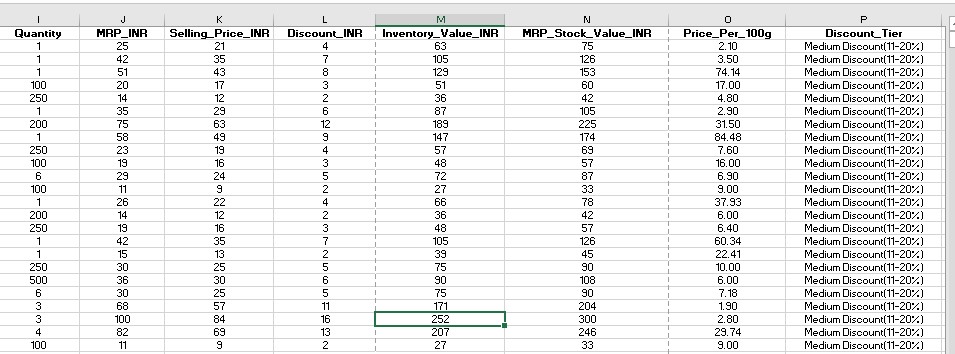 I J K L M N O P
Quantity MRP_INR Selling_Price_INR Discount_INR Inventory_Value_INR MRP_Stock_Value_INR Price_Per_100g Discount_Tier
1 25 21 4 63 75 2.10 Medium Discount(11-20%)
1 42 35 7 105 126 3.50 Medium Discount(11-20%)
1 51 43 8 129 153 74.14 Medium Discount(11-20%)
100 20 17 3 51 60 17.00 Medium Discount(11-20%)
250 14 12 2 36 42 4.80 Medium Discount(11-20%)
1 35 29 6 87 105 2.90 Medium Discount(11-20%)
200 75 63 12 189 225 31.50 Medium Discount(11-20%)
1 58 49 9 147 174 84.48 Medium Discount(11-20%)
250 23 19 4 57 69 7.60 Medium Discount(11-20%)
100 19 16 3 48 57 16.00 Medium Discount(11-20%)
6 29 24 5 72 87 6.90 Medium Discount(11-20%)
100 11 9 2 27 33 9.00 Medium Discount(11-20%)
1 26 22 4 66 78 37.93 Medium Discount(11-20%)
200 14 12 2 36 42 6.00 Medium Discount(11-20%)
250 19 16 3 48 57 6.40 Medium Discount(11-20%)
1 42 35 7 105 126 60.34 Medium Discount(11-20%)
1 15 13 2 39 45 22.41 Medium Discount(11-20%)
250 30 25 5 75 90 10.00 Medium Discount(11-20%)
500 36 30 6 90 108 6.00 Medium Discount(11-20%)
6 30 25 5 75 90 7.18 Medium Discount(11-20%)
3 68 57 11 171 204 1.90 Medium Discount(11-20%)
3 100 84 16 252 300 2.80 Medium Discount(11-20%)
4 82 69 13 207 246 29.74 Medium Discount(11-20%)
100 11 9 2 27 33 9.00 Medium Discount(11-20%)